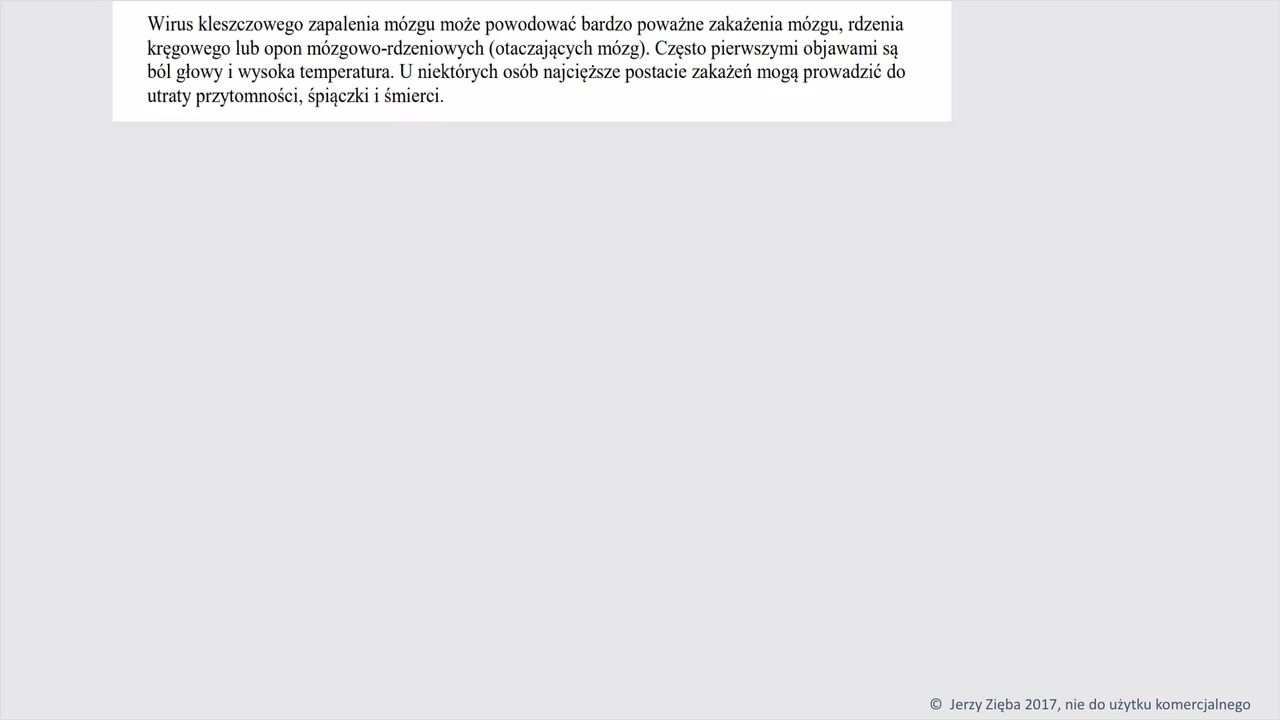 Wirus kleszczowego zapalenia mózgu może powodować bardzo poważne zakażenia mózgu, rdzenia
kręgowego lub opon mózgowo-rdzeniowych (otaczających mózg). Często pierwszymi objawami są
ból głowy i wysoka temperatura. U niektórych osób najcięższe postacie zakażeń mogą prowadzić do
utraty przytomności, śpiączki i śmierci.
© Jerzy Zięba 2017, nie do użytku komercjalnego